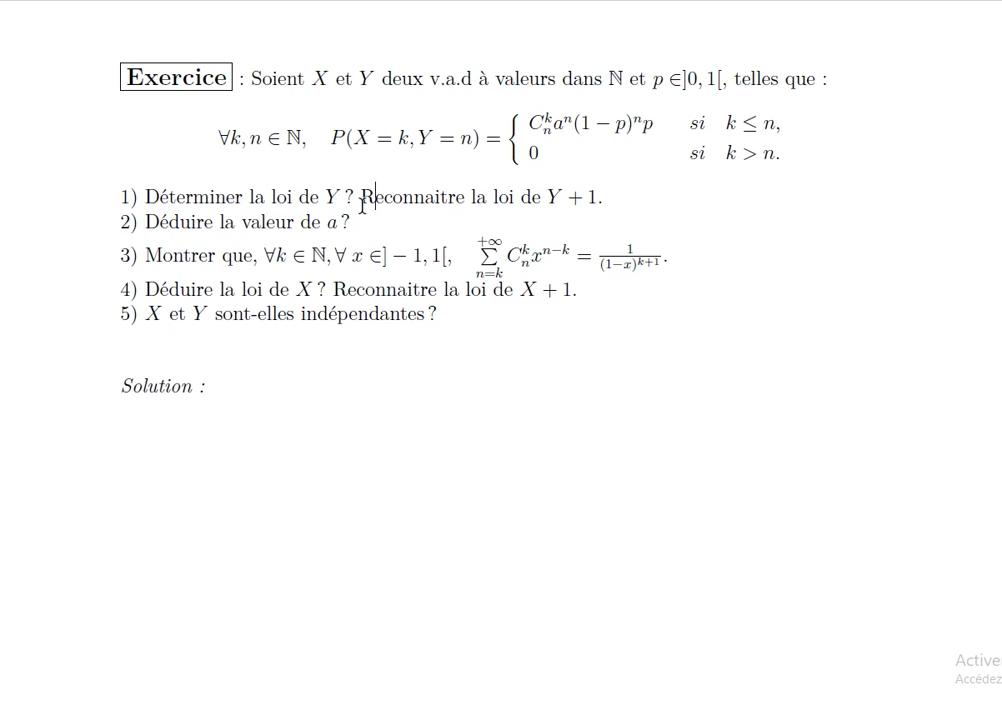 Exercice : Soient X et Y deux v.a.d à valeurs dans ℕ et p ∈]0, 1[, telles que :
∀k, n ∈ ℕ, P(X = k, Y = n) = { C_n^k a^n (1 − p)^n p si k ≤ n,
0 si k > n.
1) Déterminer la loi de Y ? Reconnaitre la loi de Y + 1.
2) Déduire la valeur de a ?
3) Montrer que, ∀k ∈ ℕ, ∀ x ∈] − 1, 1[, ∑_{n=k}^{+∞} C_n^k x^{n−k} = 1/(1−x)^{k+1}.
4) Déduire la loi de X ? Reconnaitre la loi de X + 1.
5) X et Y sont-elles indépendantes ?
Solution :
Active
Accédez